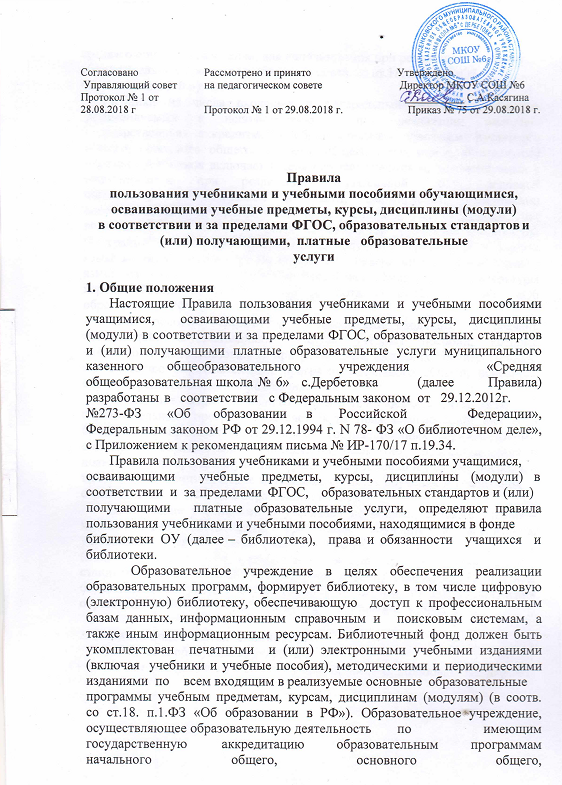 Согласовано Рассмотрено и принято Утверждено
Управляющий совет на педагогическом совете Директор МКОУ СОШ №6
Протокол № 1 от С.А.Касягина
28.08.2018 г Протокол № 1 от 29.08.2018 г. Приказ № 75 от 29.08.2018г.
МКОУ
СОШ №6
Правила
пользования учебниками и учебными пособиями обучающимися,
осваивающими учебные предметы, курсы, дисциплины (модули)
в соответствии и за пределами ФГОС, образовательных стандартов и
(или) получающими, платные образовательные
услуги
1. Общие положения
Настоящие Правила пользования учебниками и учебными пособиями
учащимися, осваивающими учебные предметы, курсы, дисциплины
(модули) в соответствии и за пределами ФГОС, образовательных стандартов
и (или) получающими платные образовательные услуги муниципального
казенного общеобразовательного учреждения «Средняя
общеобразовательная школа № 6» с.Дербетовка (далее Правила)
разработаны в соответствии с Федеральным законом от 29.12.2012г.
№273-ФЗ «Об образовании в Российской Федерации»,
Федеральным законом РФ от 29.12.1994 г. N 78- ФЗ «О библиотечном деле»,
с Приложением к рекомендациям письма № ИР-170/17 п.19.34.
Правила пользования учебниками и учебными пособиями учащимися,
осваивающими учебные предметы, курсы, дисциплины (модули) в
соответствии и за пределами ФГОС, образовательных стандартов и (или)
получающими платные образовательные услуги, определяют правила
пользования учебниками и учебными пособиями, находящимися в фонде
библиотеки ОУ (далее – библиотека), права и обязанности учащихся и
библиотеки.
Образовательное учреждение в целях обеспечения реализации
образовательных программ, формирует библиотеку, в том числе цифровую
(электронную) библиотеку, обеспечивающую доступ к профессиональным
базам данных, информационным справочным и поисковым системам, а
также иным информационным ресурсам. Библиотечный фонд должен быть
укомплектован печатными и (или) электронными учебными изданиями
(включая учебники и учебные пособия), методическими и периодическими
изданиями по всем входящим в реализуемые основные образовательные
программы учебным предметам, курсам, дисциплинам (модулям) (в соотв.
со ст.18. п.1.ФЗ «Об образовании в РФ»). Образовательное учреждение,
осуществляющее образовательную деятельность по имеющим
государственную аккредитацию образовательным программам
начального общего, основного общего,